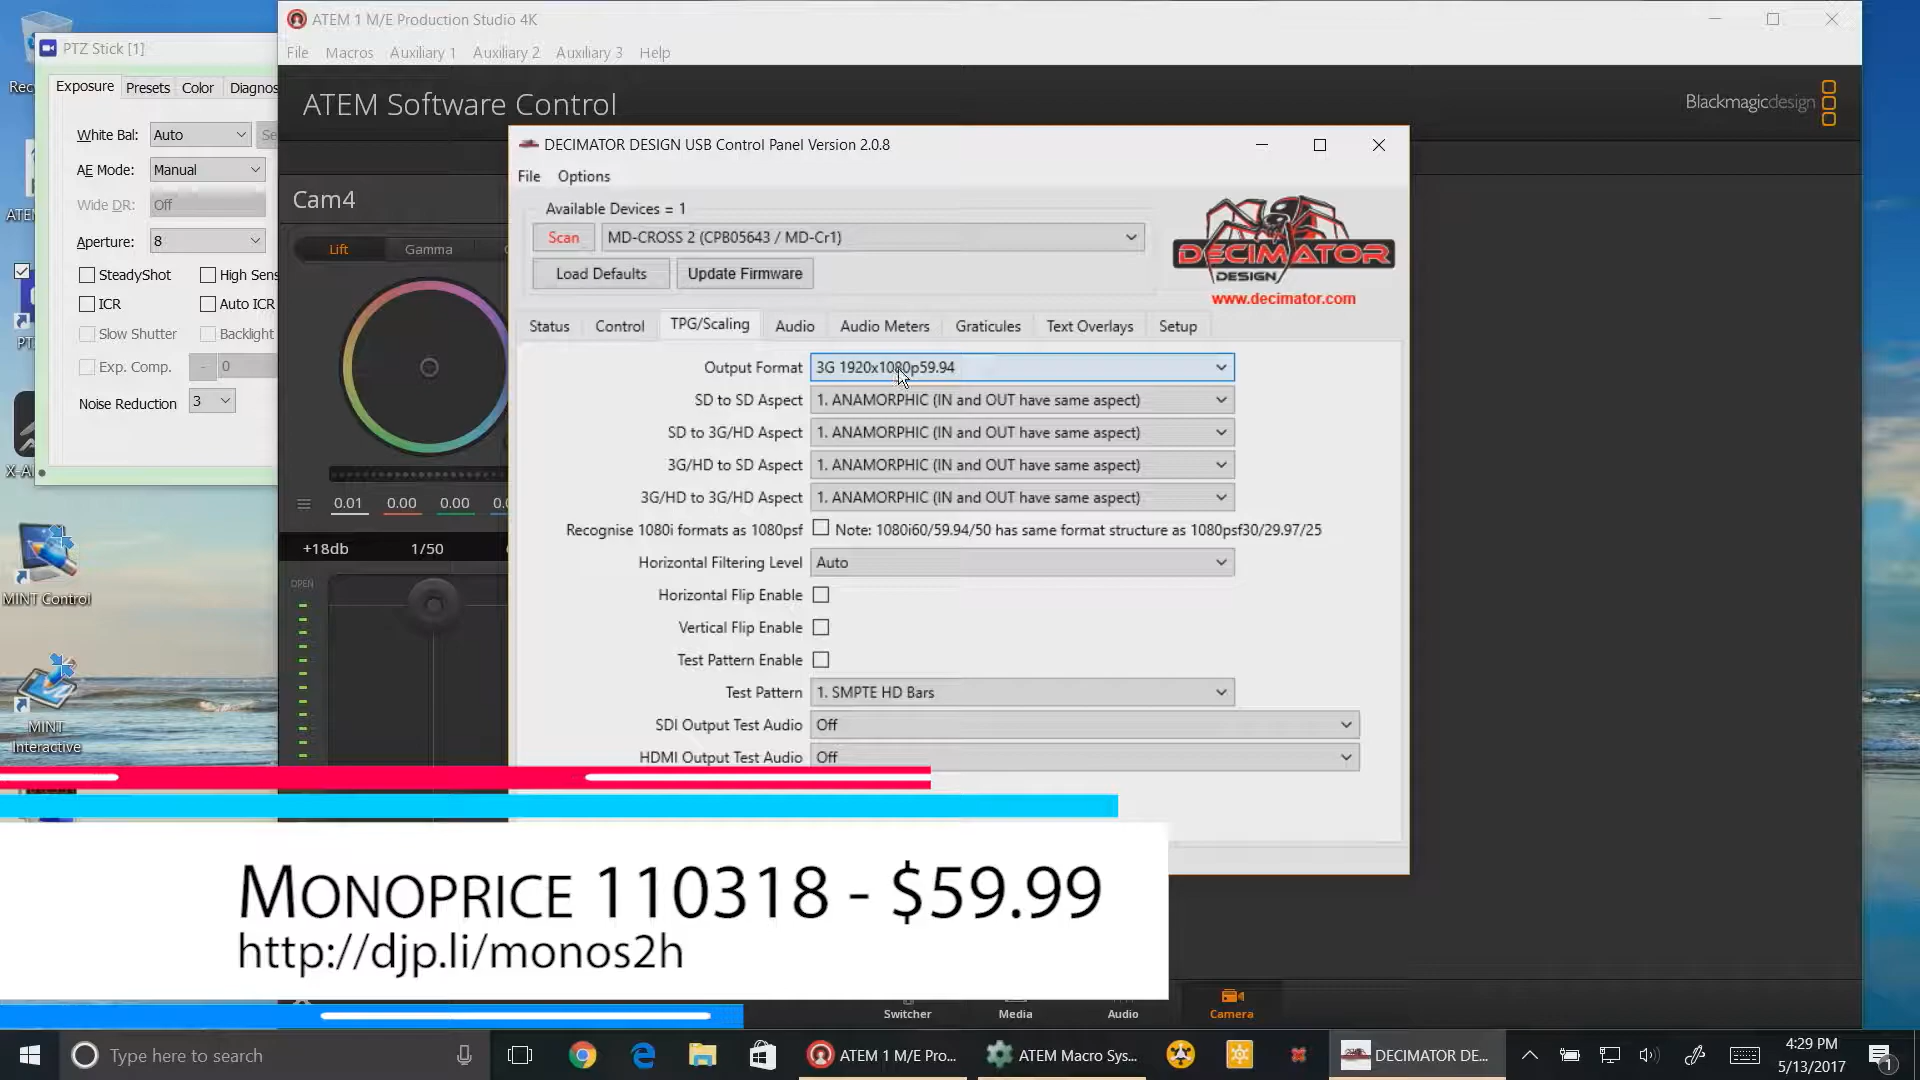 ATEM 1 M/E Production Studio 4K
File Macros Auxiliary 1 Auxiliary 2 Auxiliary 3 Help
PTZ Stick [1]
Exposure Presets Color
White Bal: Auto
AE Mode: Manual
Wide DR: Off
Aperture: 8
SteadyShot High Sens
ICR Auto ICR
Slow Shutter Backlight
Exp. Comp. - 0
Noise Reduction 3
ATEM Software Control
Blackmagicdesign
Cam4
Lift Gamma
0.01 0.00 0.00
+18db 1/50
OPEN
DECIMATOR DESIGN USB Control Panel Version 2.0.8
File Options
Available Devices = 1
Scan MD-CROSS 2 (CPB05643 / MD-Cr1)
Load Defaults Update Firmware
DECIMATOR
DESIGN
www.decimator.com
Status Control TPG/Scaling Audio Audio Meters Graticules Text Overlays Setup
Output Format 3G 1920x1080p59.94
SD to SD Aspect 1. ANAMORPHIC (IN and OUT have same aspect)
SD to 3G/HD Aspect 1. ANAMORPHIC (IN and OUT have same aspect)
3G/HD to SD Aspect 1. ANAMORPHIC (IN and OUT have same aspect)
3G/HD to 3G/HD Aspect 1. ANAMORPHIC (IN and OUT have same aspect)
Recognise 1080i formats as 1080psf Note: 1080i60/59.94/50 has same format structure as 1080psf30/29.97/25
Horizontal Filtering Level Auto
Horizontal Flip Enable
Vertical Flip Enable
Test Pattern Enable
Test Pattern 1. SMPTE HD Bars
SDI Output Test Audio Off
HDMI Output Test Audio Off
MINT Control
MINT
Interactive
MONOPRICE 110318 - $59.99
http://djp.li/monos2h
Switcher Media Audio Camera
Type here to search
ATEM 1 M/E Pro...
ATEM Macro Sys...
DECIMATOR DE...
4:29 PM
5/13/2017
1